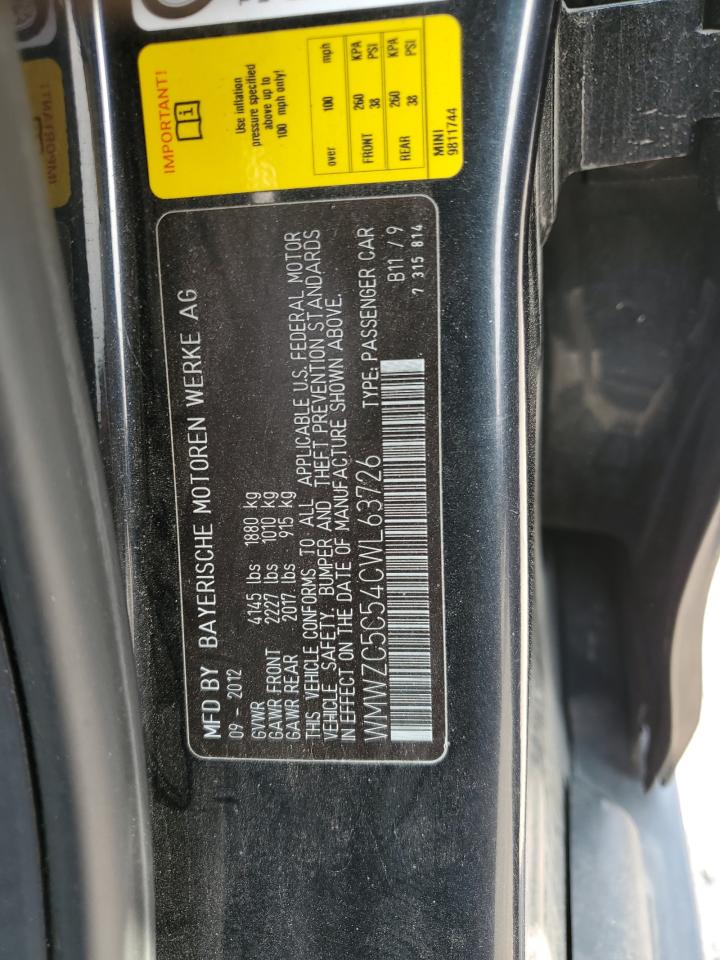 MFD BY BAYERISCHE MOTOREN WERKE AG
09 - 2012
GVWR 4145 lbs 1880 kg
GAWR FRONT 2227 lbs 1010 kg
GAWR REAR 2017 lbs 915 kg
THIS VEHICLE CONFORMS TO ALL APPLICABLE U.S. FEDERAL MOTOR
VEHICLE SAFETY, BUMPER AND THEFT PREVENTION STANDARDS
IN EFFECT ON THE DATE OF MANUFACTURE SHOWN ABOVE.
WMWZC5C54CWL63726 TYPE: PASSENGER CAR
B11 / 9
7 315 814
IMPORTANT!
Use inflation
pressure specified
above up to
100 mph only!
over 100 mph
FRONT 260 KPA
38 PSI
REAR 260 KPA
38 PSI
MINI
9811744